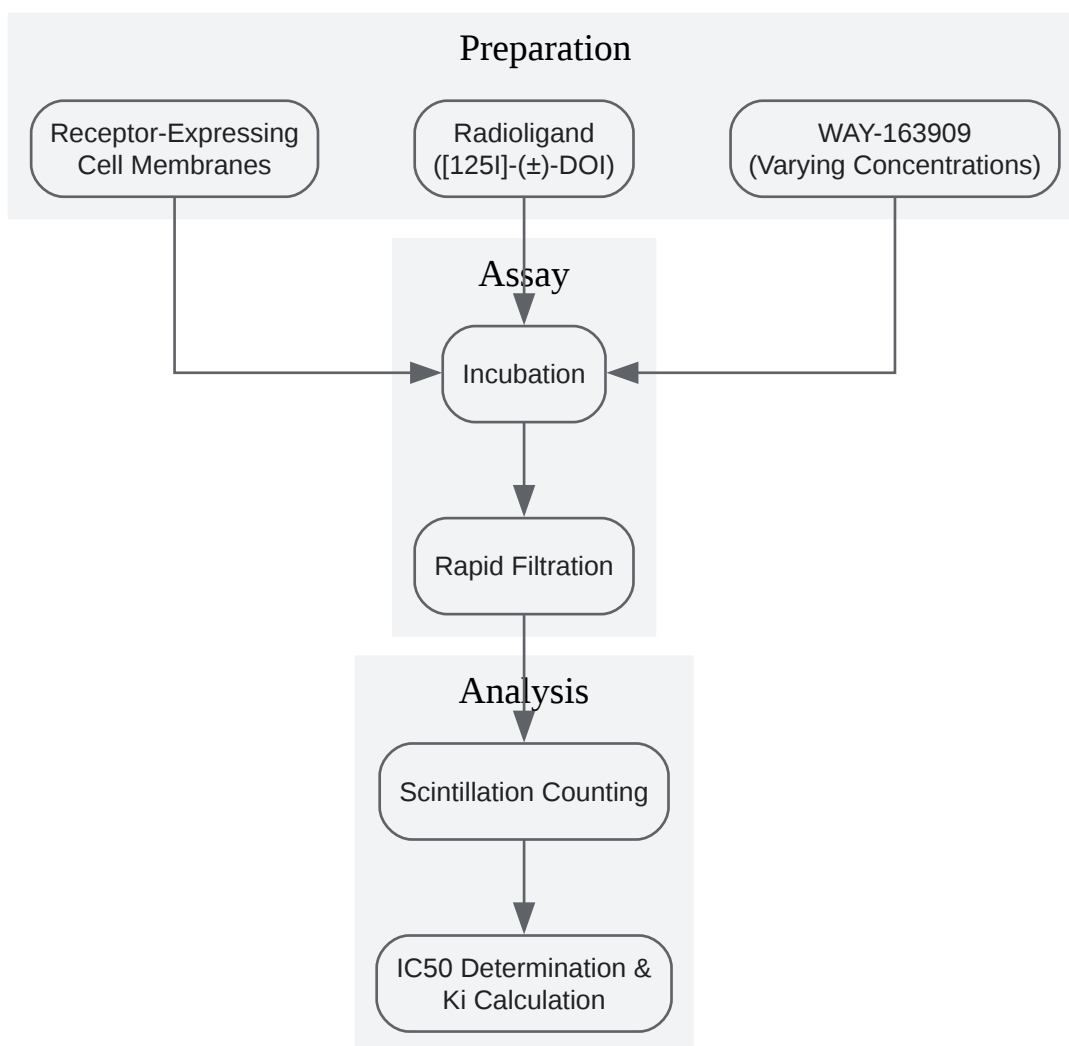 Preparation
Receptor-Expressing
Cell Membranes
Radioligand
([125I]-(±)-DOI)
WAY-163909
(Varying Concentrations)
Assay
Incubation
Rapid Filtration
Analysis
Scintillation Counting
IC50 Determination &
Ki Calculation